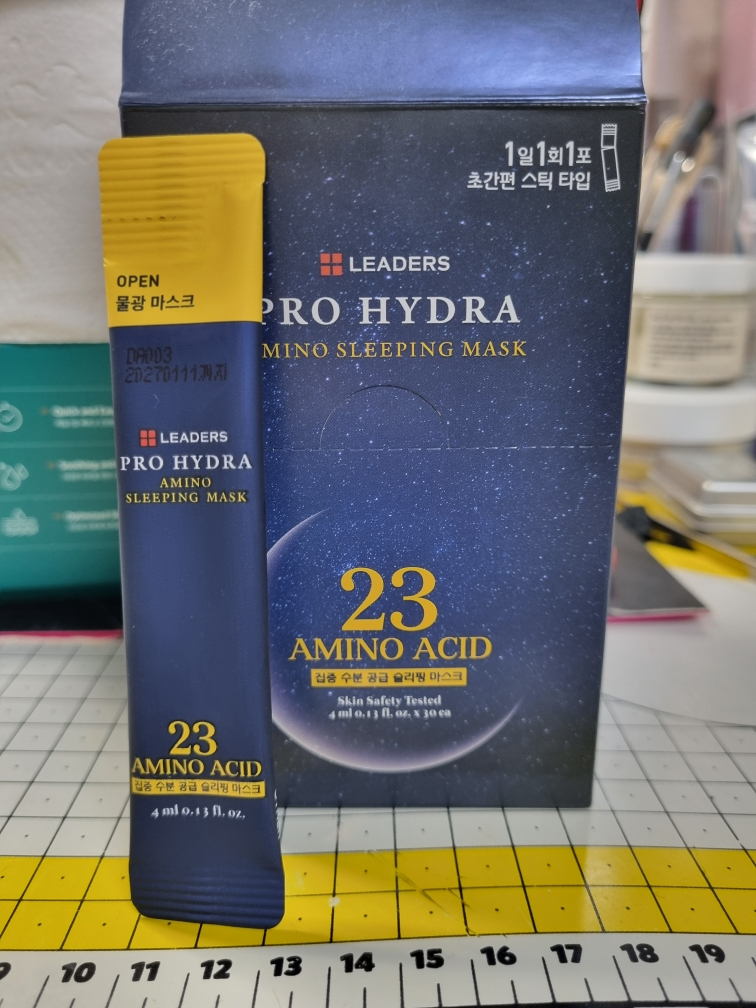 1일1회1포
초간편 스틱 타입
LEADERS
PRO HYDRA
AMINO SLEEPING MASK
23
AMINO ACID
집중 수분 공급 슬리핑 마스크
Skin Safety Tested
4 ml 0.13 fl. oz. x 30 ea
OPEN
물광 마스크
DA003
20270111까지
LEADERS
PRO HYDRA
AMINO
SLEEPING MASK
23
AMINO ACID
집중 수분 공급 슬리핑 마스크
4 ml 0.13 fl. oz.
9 10 11 12 13 14 15 16 17 18 19